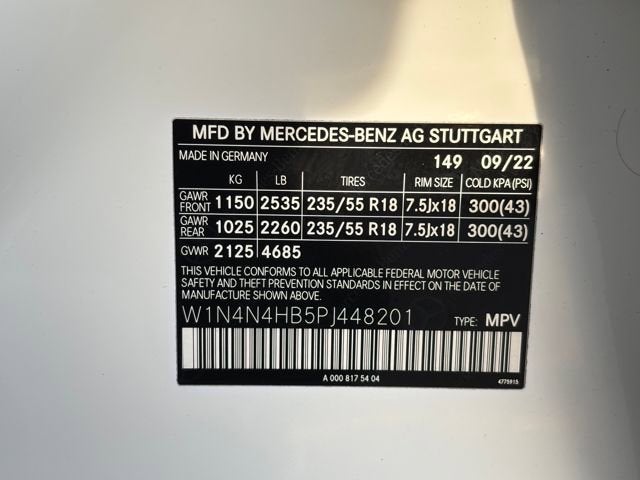 MFD BY MERCEDES-BENZ AG STUTTGART
MADE IN GERMANY 149 09/22
KG LB TIRES RIM SIZE COLD KPA (PSI)
GAWR FRONT 1150 2535 235/55 R18 7.5Jx18 300(43)
GAWR REAR 1025 2260 235/55 R18 7.5Jx18 300(43)
GVWR 2125 4685
THIS VEHICLE CONFORMS TO ALL APPLICABLE FEDERAL MOTOR VEHICLE
SAFETY AND THEFT PREVENTION STANDARDS IN EFFECT ON THE DATE
OF MANUFACTURE SHOWN ABOVE.
W1N4N4HB5PJ448201 TYPE: MPV
A 000 817 54 04 4775915